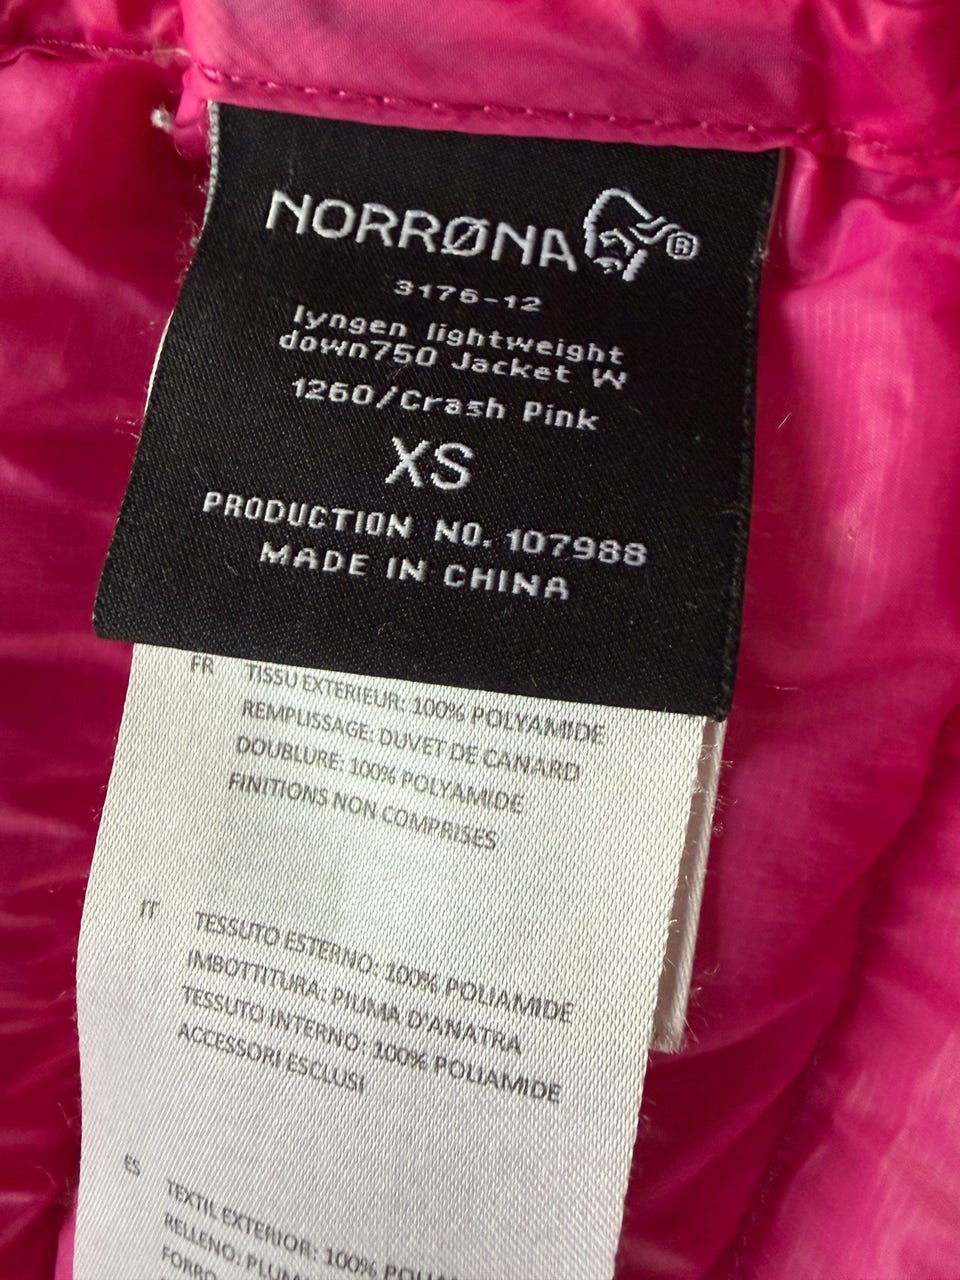 NORRØNA®
3176-12
lyngen lightweight
down750 Jacket W
1260/Crash Pink
XS
PRODUCTION NO. 107988
MADE IN CHINA
FR TISSU EXTERIEUR: 100% POLYAMIDE
REMPLISSAGE: DUVET DE CANARD
DOUBLURE: 100% POLYAMIDE
FINITIONS NON COMPRISES
IT TESSUTO ESTERNO: 100% POLIAMIDE
IMBOTTITURA: PIUMA D'ANATRA
TESSUTO INTERNO: 100% POLIAMIDE
ACCESSORI ESCLUSI
ES TEXTIL EXTERIOR: 100%
RELLENO:
FORRO